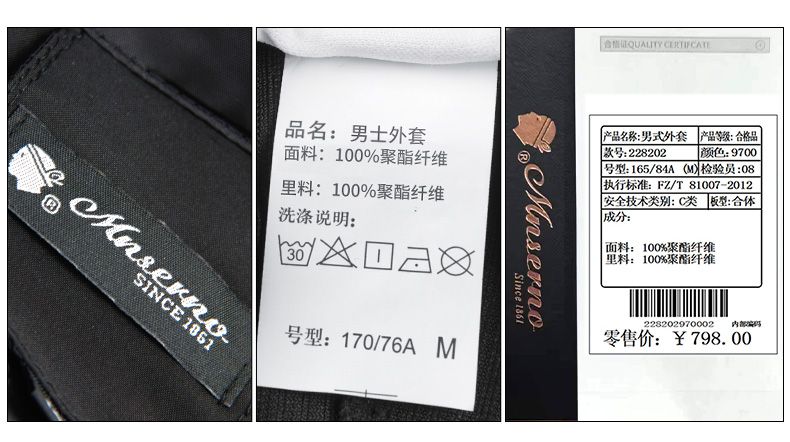 ® Mnserno
SINCE 1861
品名：男士外套
面料：100%聚酯纤维
里料：100%聚酯纤维
洗涤说明：
30
号型：170/76A M
® Mnserno
Since 1861
合格证QUALITY CERTIFCATE
产品名称:男式外套 产品等级:合格品
款号:228202 颜色:9700
号型:165/84A (M) 检验员:08
执行标准: FZ/T 81007-2012
安全技术类别: C类 板型:合体
成分:
面料: 100%聚酯纤维
里料: 100%聚酯纤维
228202970002 内部编码
零售价: ¥798.00